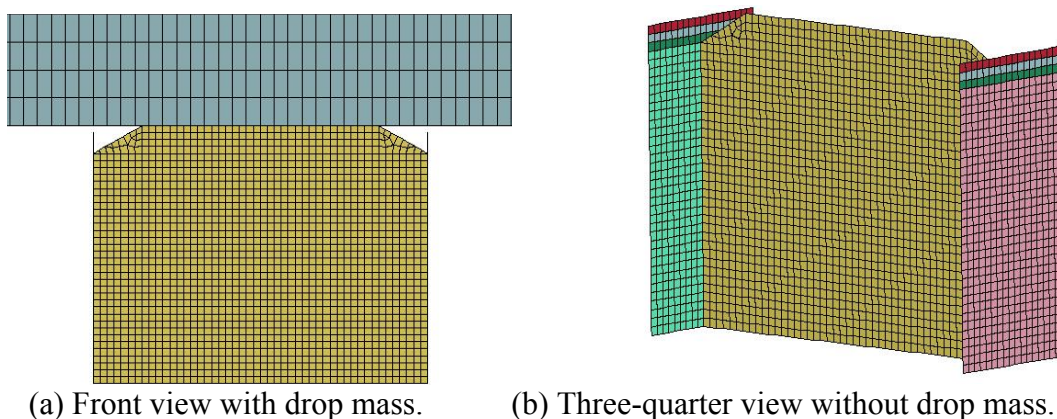 (a) Front view with drop mass.
(b) Three-quarter view without drop mass